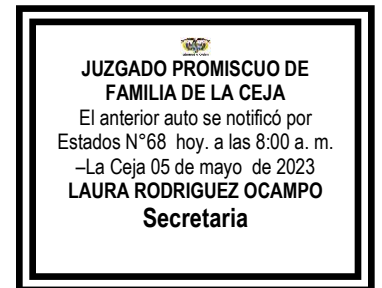 JUZGADO PROMISCUO DE
FAMILIA DE LA CEJA
El anterior auto se notificó por
Estados N°68 hoy. a las 8:00 a. m.
–La Ceja 05 de mayo de 2023
LAURA RODRIGUEZ OCAMPO
Secretaria